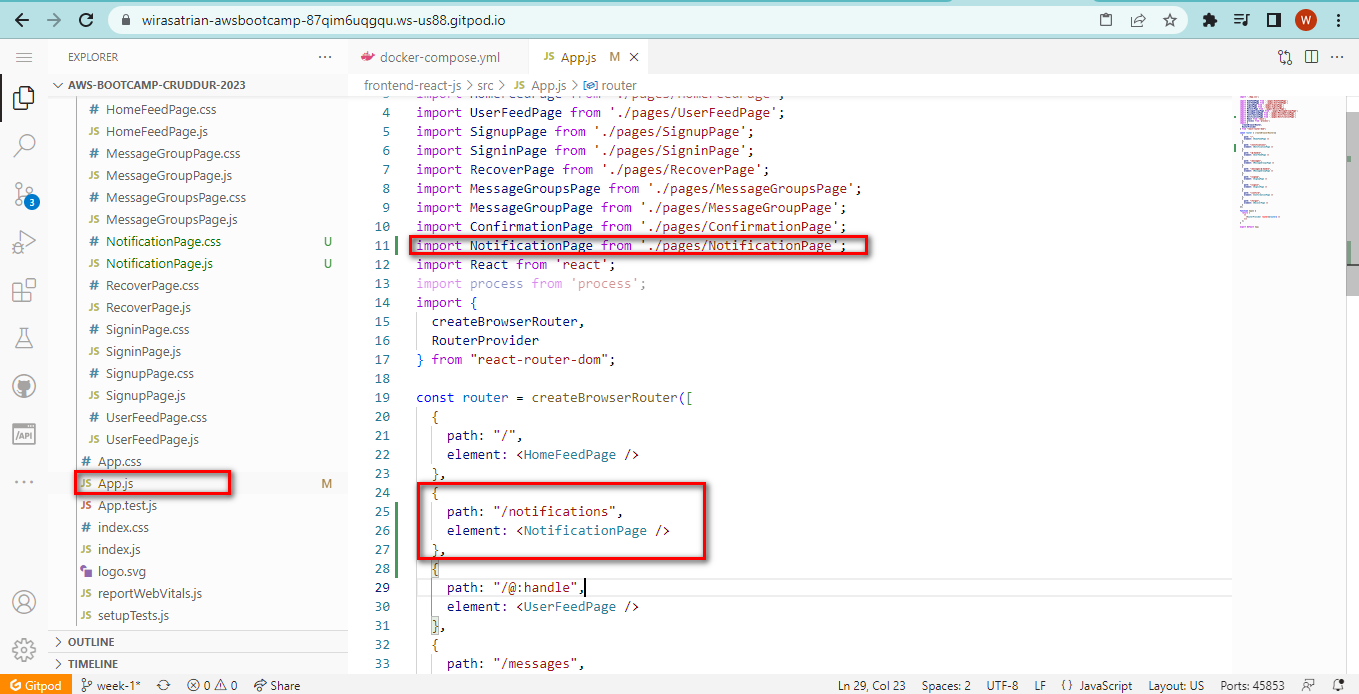 wirasatrian-awsbootcamp-87qim6uqgqu.ws-us88.gitpod.io
W
EXPLORER
docker-compose.yml
JS App.js M
AWS-BOOTCAMP-CRUDDUR-2023
frontend-react-js > src > JS App.js > router
# HomeFeedPage.css
JS HomeFeedPage.js
# MessageGroupPage.css
JS MessageGroupPage.js
# MessageGroupsPage.css
JS MessageGroupsPage.js
# NotificationPage.css U
JS NotificationPage.js U
# RecoverPage.css
JS RecoverPage.js
# SigninPage.css
JS SigninPage.js
# SignupPage.css
JS SignupPage.js
# UserFeedPage.css
JS UserFeedPage.js
# App.css
JS App.js M
JS App.test.js
# index.css
JS index.js
logo.svg
JS reportWebVitals.js
JS setupTests.js
OUTLINE
TIMELINE
3
/API
3 import HomeFeedPage from './pages/HomeFeedPage';
4 import UserFeedPage from './pages/UserFeedPage';
5 import SignupPage from './pages/SignupPage';
6 import SigninPage from './pages/SigninPage';
7 import RecoverPage from './pages/RecoverPage';
8 import MessageGroupsPage from './pages/MessageGroupsPage';
9 import MessageGroupPage from './pages/MessageGroupPage';
10 import ConfirmationPage from './pages/ConfirmationPage';
11 import NotificationPage from './pages/NotificationPage';
12 import React from 'react';
13 import process from 'process';
14 import {
15 createBrowserRouter,
16 RouterProvider
17 } from "react-router-dom";
18
19 const router = createBrowserRouter([
20 {
21 path: "/",
22 element: <HomeFeedPage />
23 },
24 {
25 path: "/notifications",
26 element: <NotificationPage />
27 },
28 {
29 path: "/@:handle",
30 element: <UserFeedPage />
31 },
32 {
33 path: "/messages",
Gitpod week-1* 0 0 Share Ln 29, Col 23 Spaces: 2 UTF-8 LF {} JavaScript Layout: US Ports: 45853